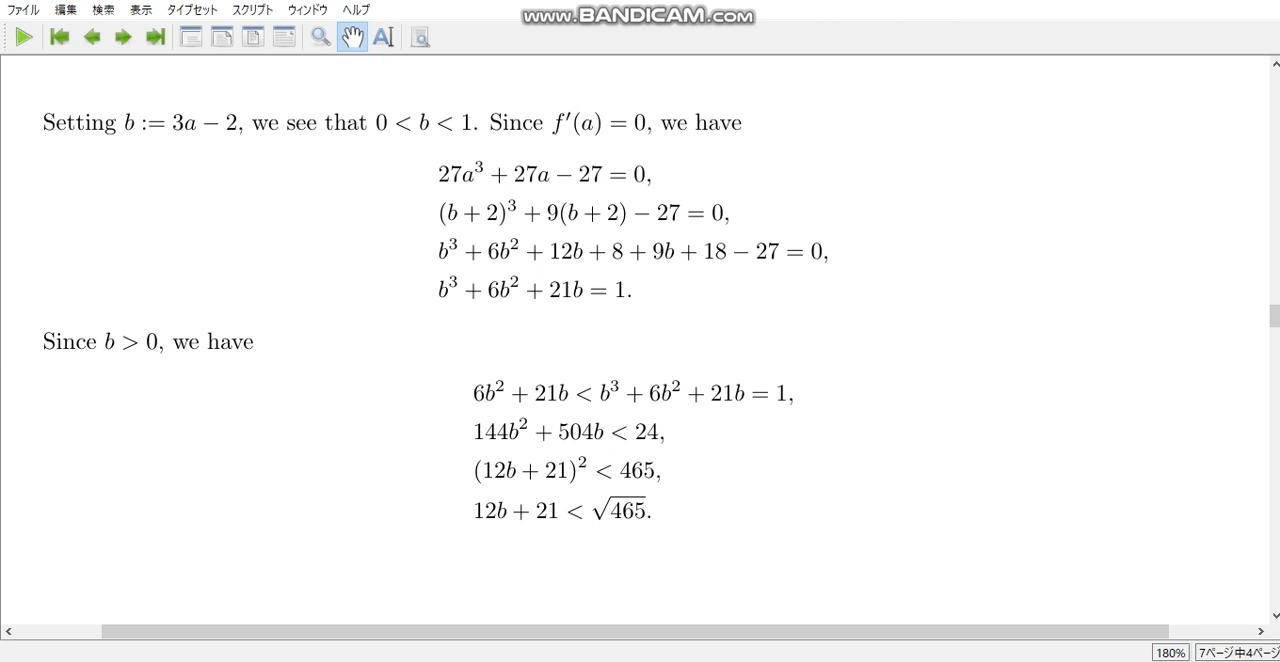 ファイル 編集 検索 表示 タイプセット スクリプト ウィンドウ ヘルプ
www.BANDICAM.com
Setting b := 3a − 2, we see that 0 < b < 1. Since f′(a) = 0, we have
27a³ + 27a − 27 = 0,
(b + 2)³ + 9(b + 2) − 27 = 0,
b³ + 6b² + 12b + 8 + 9b + 18 − 27 = 0,
b³ + 6b² + 21b = 1.
Since b > 0, we have
6b² + 21b < b³ + 6b² + 21b = 1,
144b² + 504b < 24,
(12b + 21)² < 465,
12b + 21 < √465.
180% 7ページ中4ページ